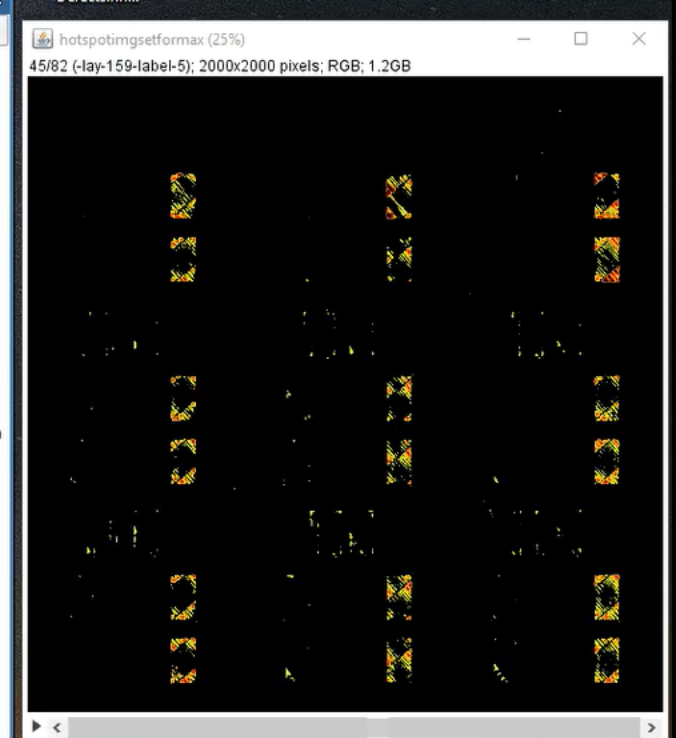 hotspotimgsetformax (25%)
45/82 (-lay-159-label-5); 2000x2000 pixels; RGB; 1.2GB